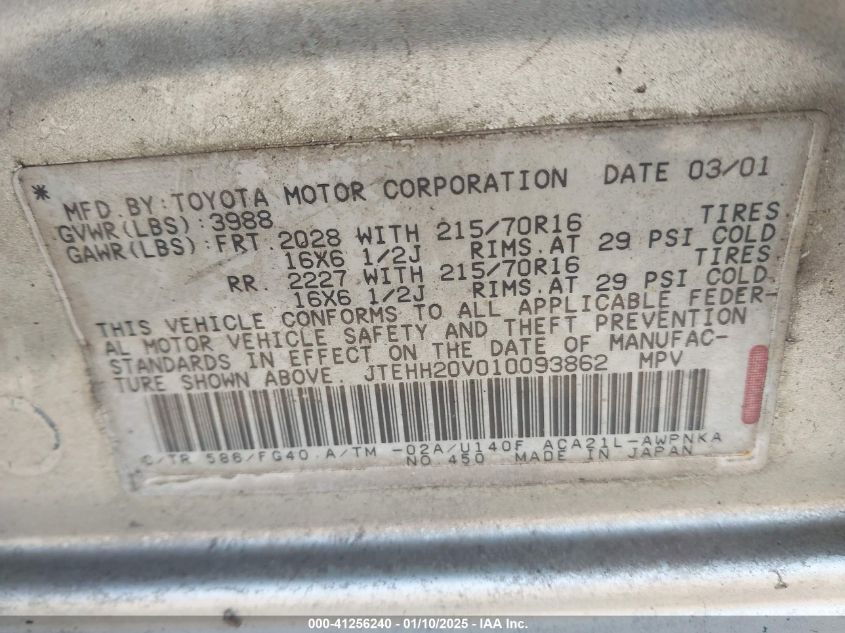 * MFD. BY: TOYOTA MOTOR CORPORATION DATE 03/01
GVWR(LBS): 3988
GAWR(LBS): FRT. 2028 WITH 215/70R16 TIRES
16X6 1/2J RIMS. AT 29 PSI COLD
RR 2227 WITH 215/70R16 TIRES.
16X6 1/2J RIMS. AT 29 PSI COLD.
THIS VEHICLE CONFORMS TO ALL APPLICABLE FEDER-
AL MOTOR VEHICLE SAFETY AND THEFT PREVENTION
STANDARDS IN EFFECT ON THE DATE OF MANUFAC-
TURE SHOWN ABOVE. JTEHH20V010093862 MPV
C/TR 586/FG40 A/TM -02A/U140F ACA21L-AWPNKA
NO.450 MADE IN JAPAN
000-41256240 - 01/10/2025 - IAA Inc.